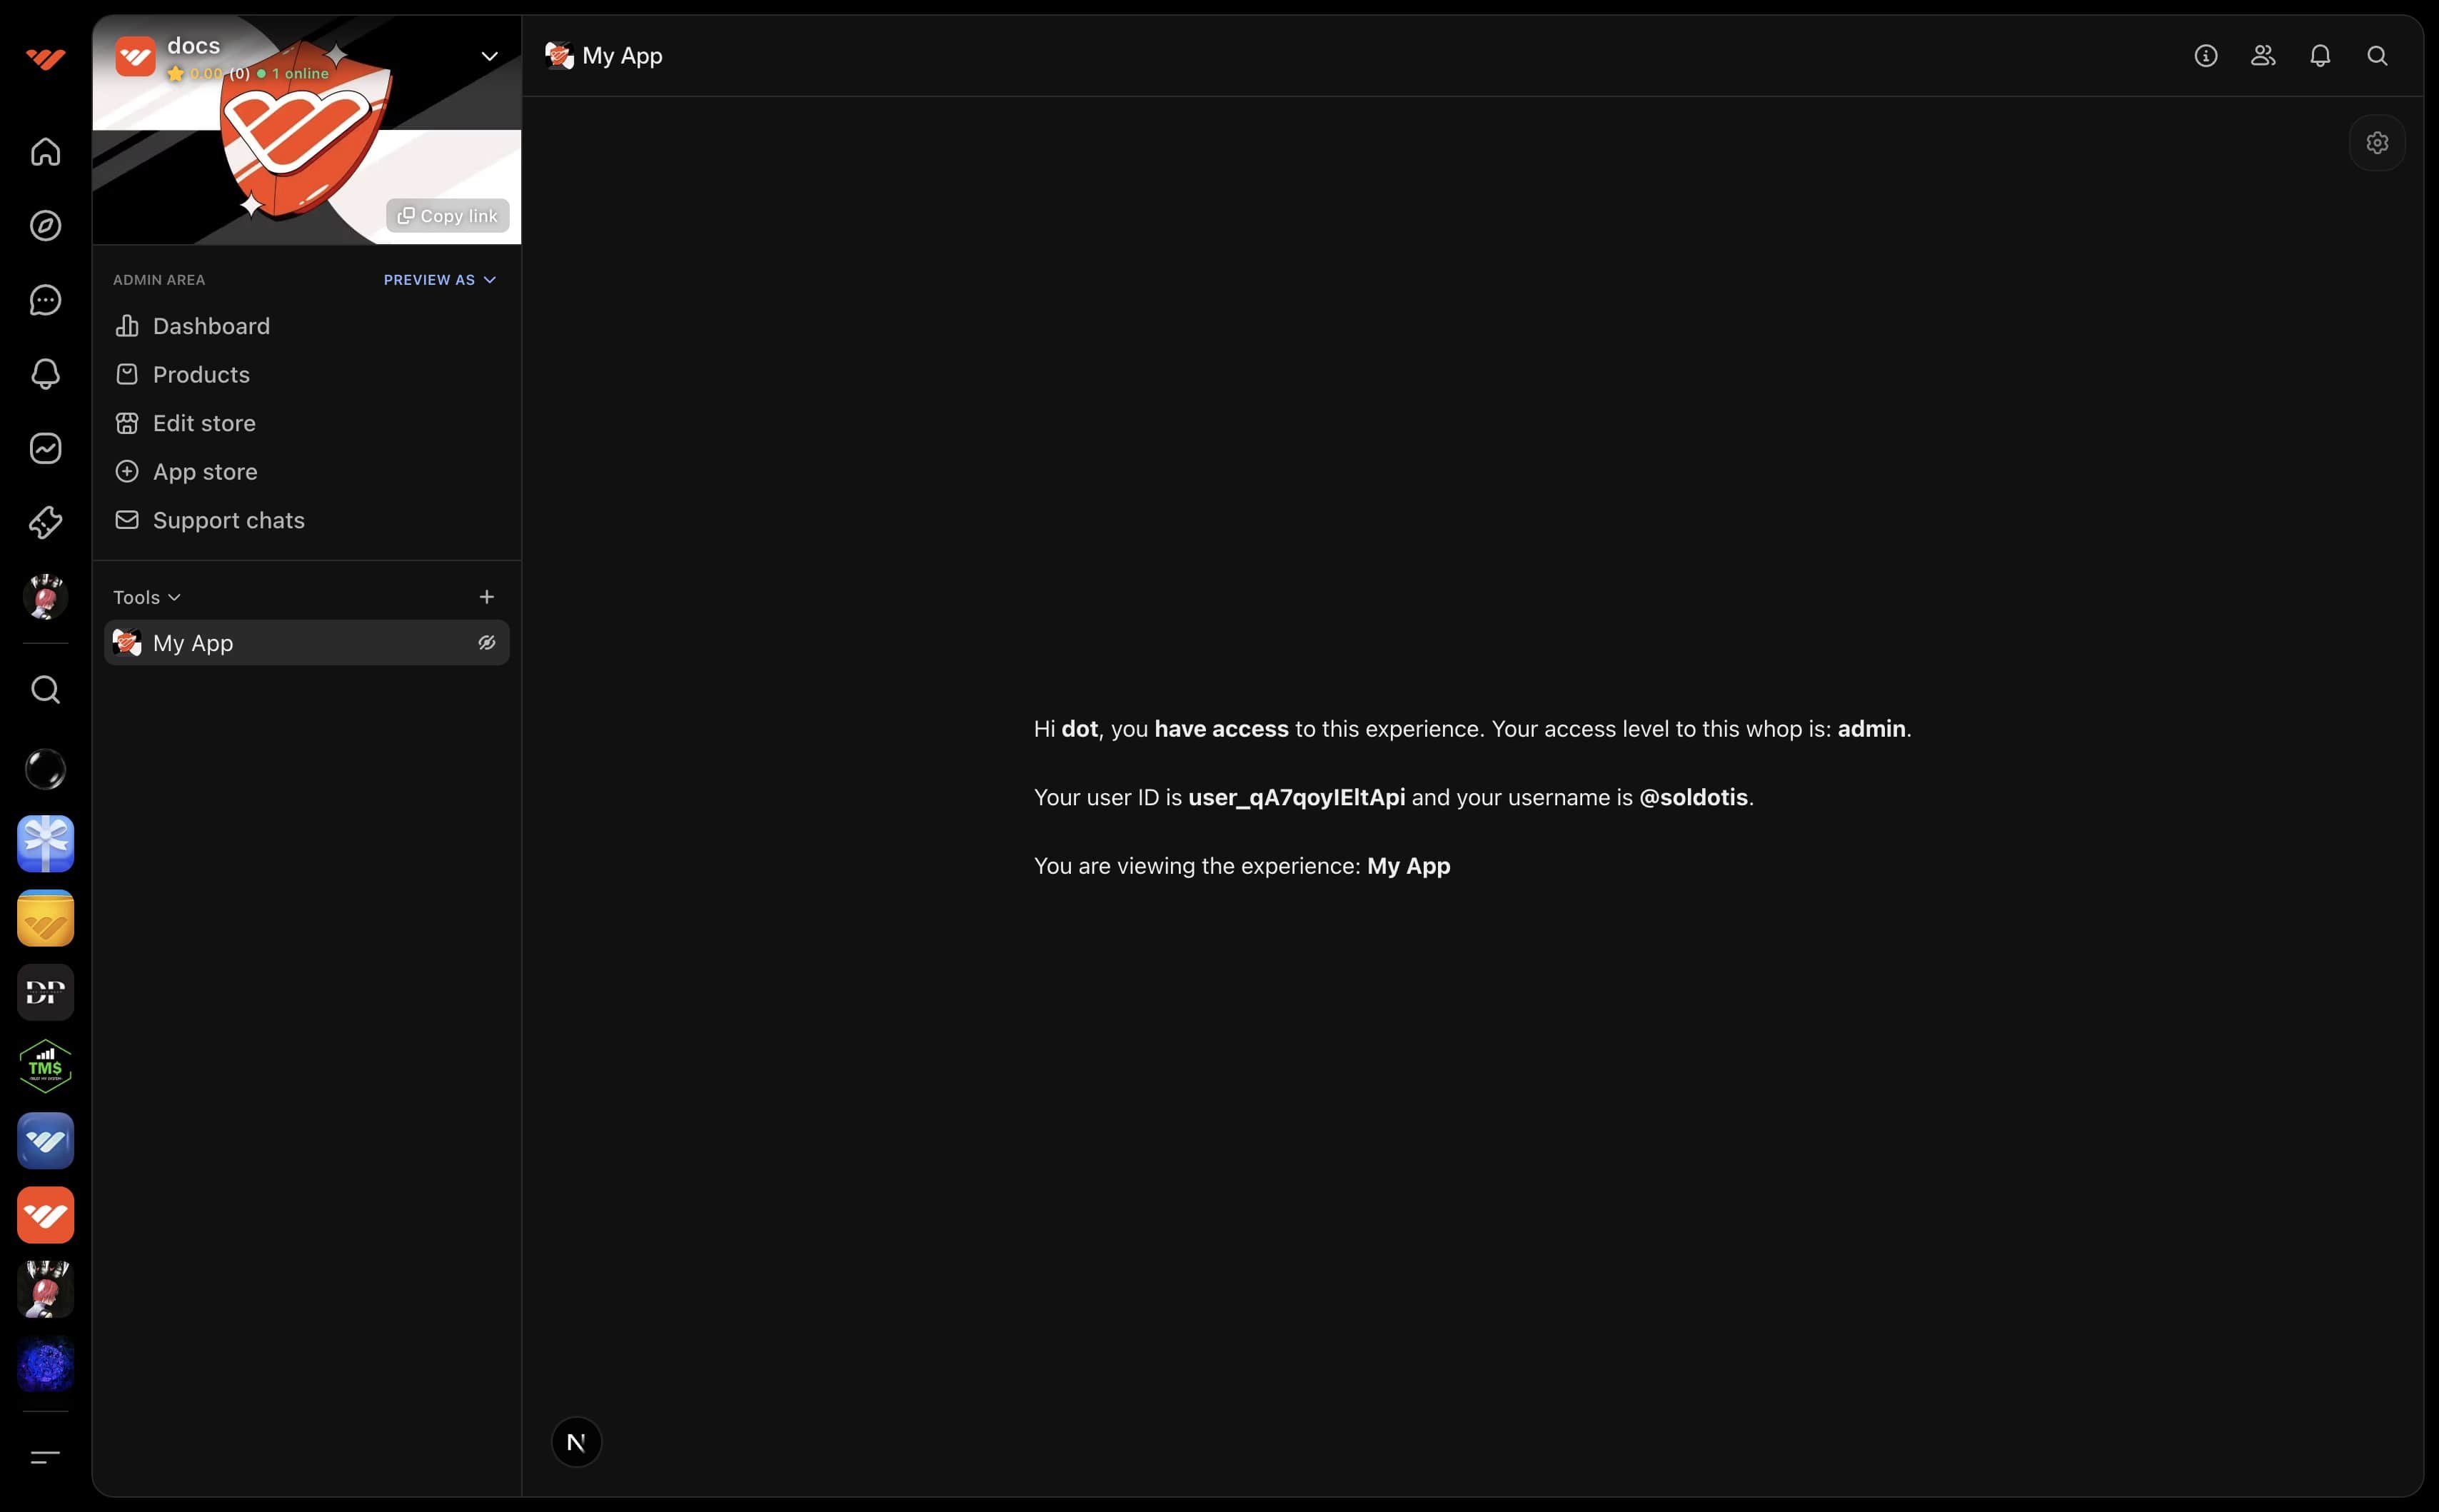 docs
0.00 (0) 1 online
Copy link
ADMIN AREA
PREVIEW AS
Dashboard
Products
Edit store
App store
Support chats
Tools
My App
DP
TM$
My App
Hi dot, you have access to this experience. Your access level to this whop is: admin.
Your user ID is user_qA7qoyIEltApi and your username is @soldotis.
You are viewing the experience: My App
N